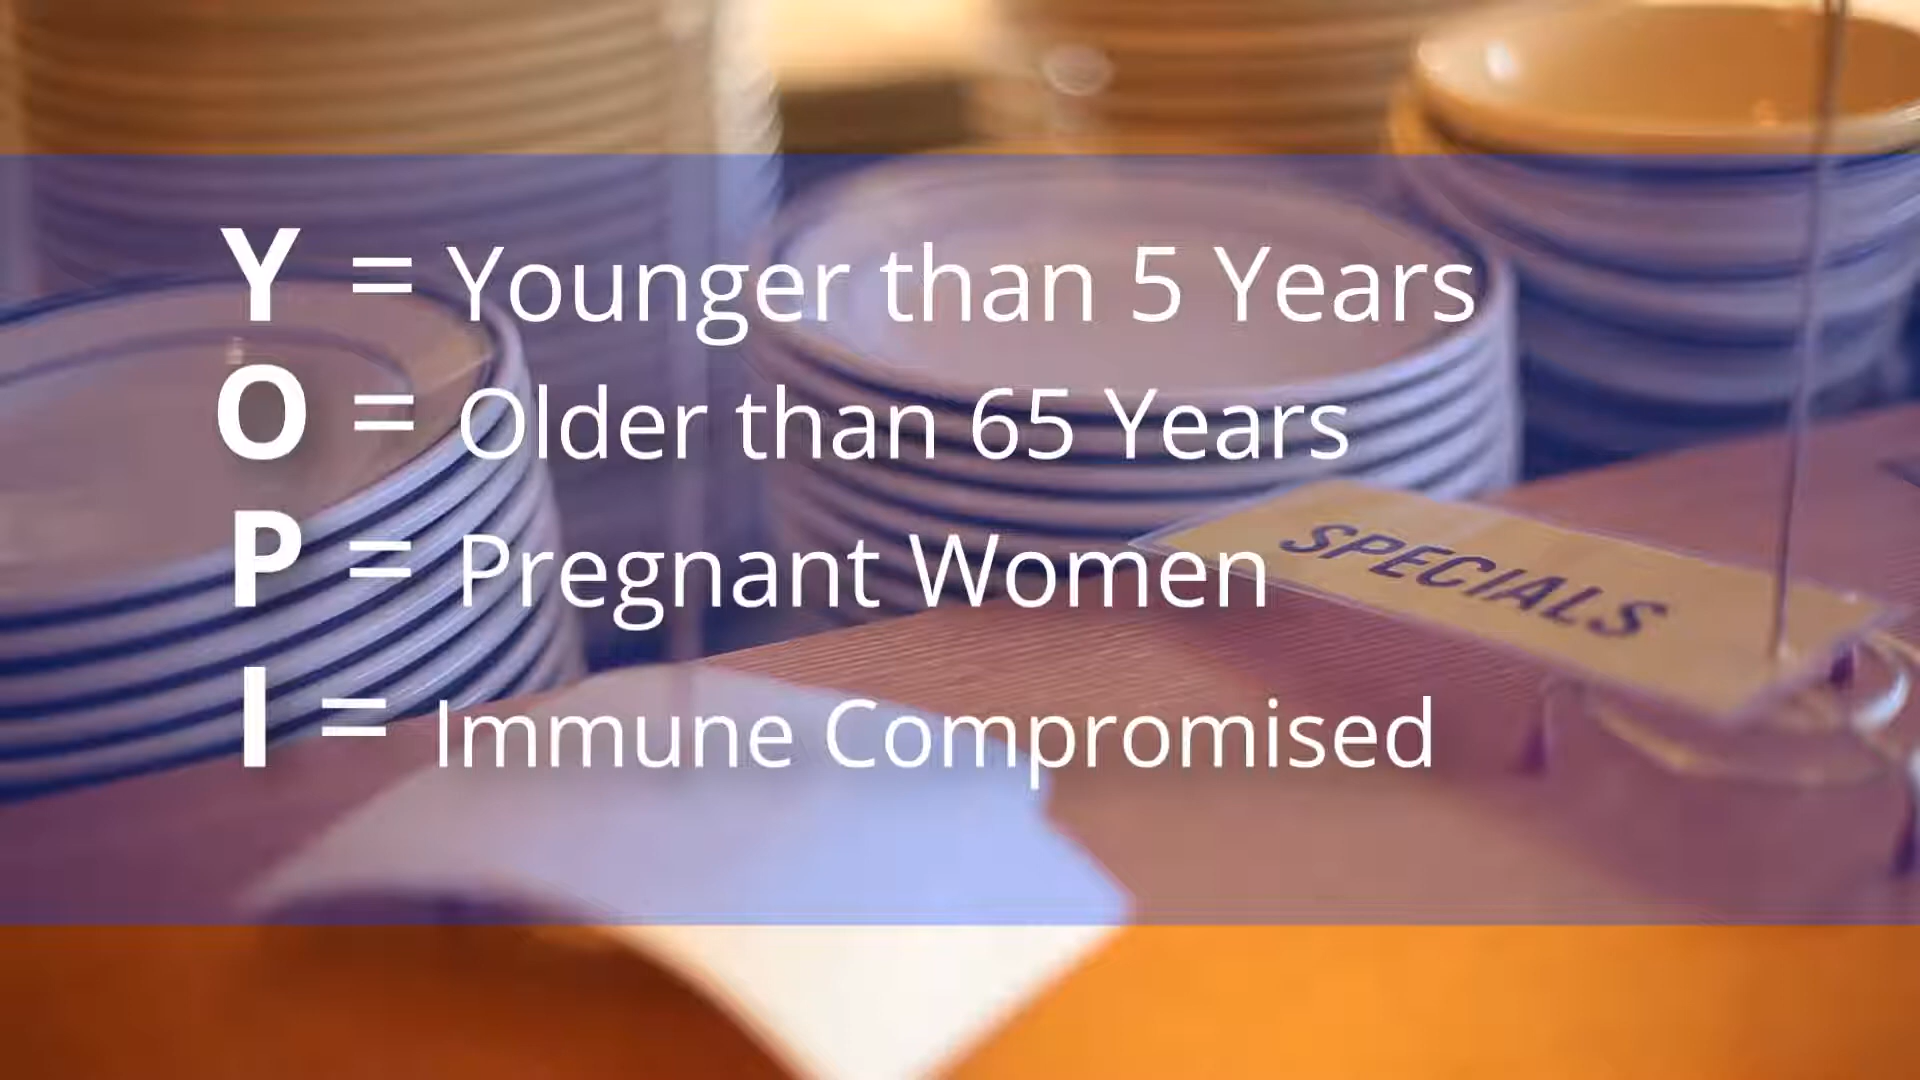 Y = Younger than 5 Years
O = Older than 65 Years
P = Pregnant Women
I = Immune Compromised
SPECIALS